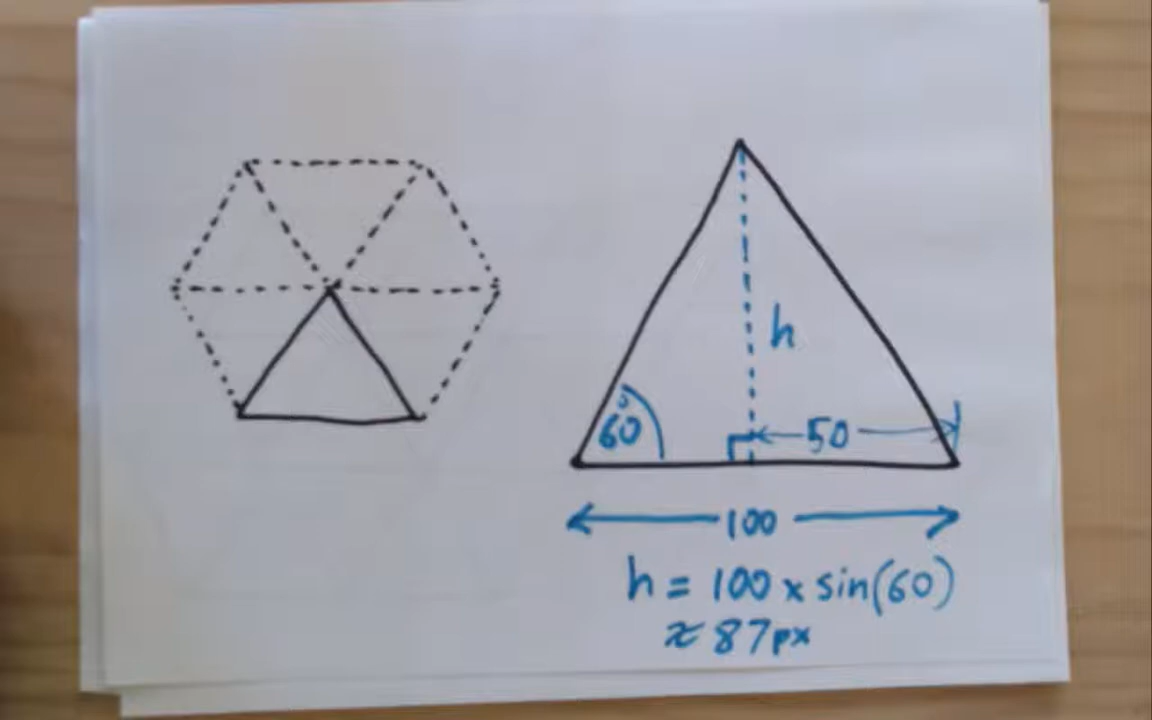 h
60°
50
100
h = 100 x sin(60)
≈ 87px